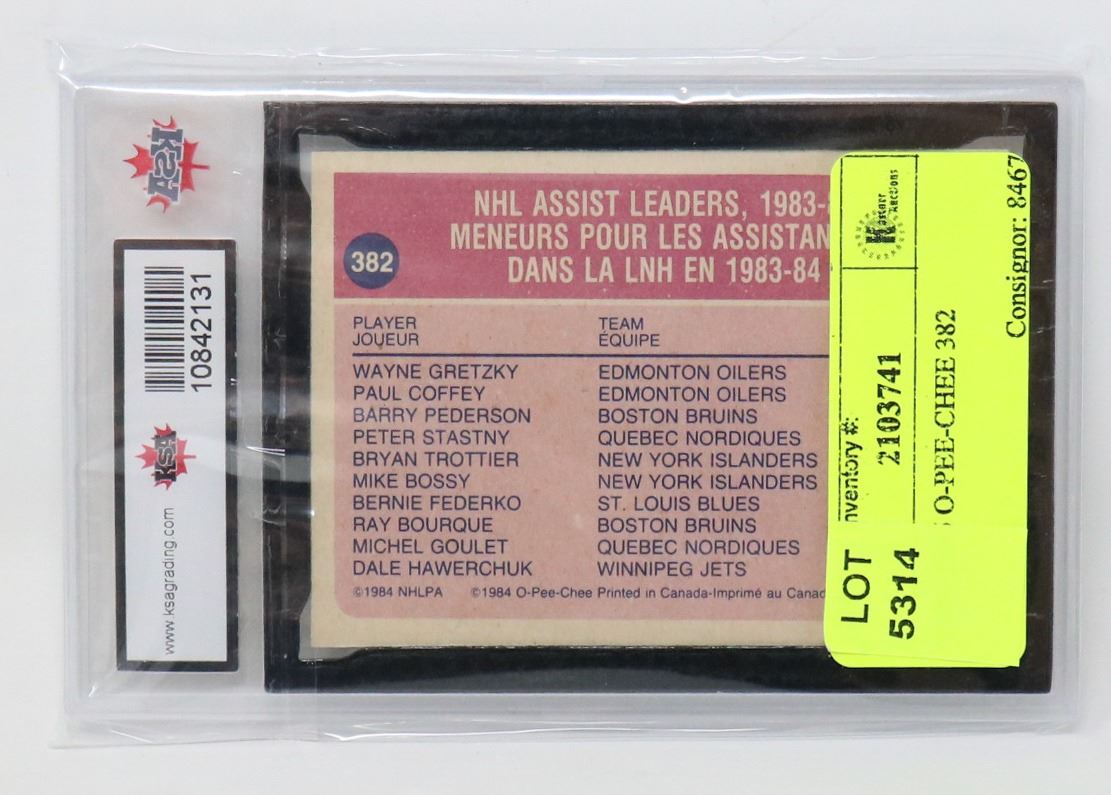 KSA
10842131
KSA
www.ksagrading.com
NHL ASSIST LEADERS, 1983-
MENEURS POUR LES ASSISTAN
DANS LA LNH EN 1983-84
382
PLAYER TEAM
JOUEUR ÉQUIPE
WAYNE GRETZKY EDMONTON OILERS
PAUL COFFEY EDMONTON OILERS
BARRY PEDERSON BOSTON BRUINS
PETER STASTNY QUEBEC NORDIQUES
BRYAN TROTTIER NEW YORK ISLANDERS
MIKE BOSSY NEW YORK ISLANDERS
BERNIE FEDERKO ST. LOUIS BLUES
RAY BOURQUE BOSTON BRUINS
MICHEL GOULET QUEBEC NORDIQUES
DALE HAWERCHUK WINNIPEG JETS
©1984 NHLPA ©1984 O-Pee-Chee Printed in Canada-Imprimé au Canad
Kastner
Auctions
nventory #:
2103741
O-PEE-CHEE 382
Consignor: 8467
LOT
5314